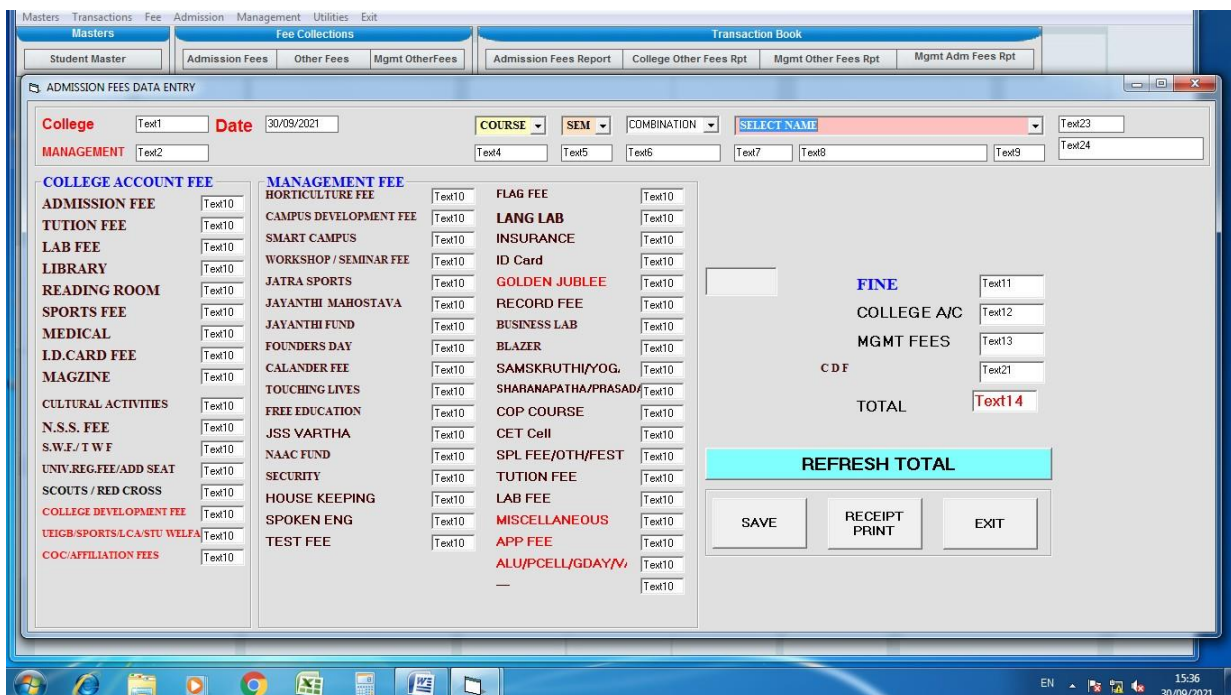 Masters Transactions Fee Admission Management Utilities Exit
Masters Fee Collections Transaction Book
Student Master Admission Fees Other Fees Mgmt OtherFees Admission Fees Report College Other Fees Rpt Mgmt Other Fees Rpt Mgmt Adm Fees Rpt
ADMISSION FEES DATA ENTRY
College Text1 Date 30/09/2021 COURSE SEM COMBINATION SELECT NAME Text23
MANAGEMENT Text2 Text4 Text5 Text6 Text7 Text8 Text9 Text24
COLLEGE ACCOUNT FEE
ADMISSION FEE Text10
TUTION FEE Text10
LAB FEE Text10
LIBRARY Text10
READING ROOM Text10
SPORTS FEE Text10
MEDICAL Text10
I.D.CARD FEE Text10
MAGZINE Text10
CULTURAL ACTIVITIES Text10
N.S.S. FEE Text10
S.W.F./ T W F Text10
UNIV.REG.FEE/ADD SEAT Text10
SCOUTS / RED CROSS Text10
COLLEGE DEVELOPMENT FEE Text10
UEIGB/SPORTS/LCA/STU WELFA Text10
COC/AFFILIATION FEES Text10
MANAGEMENT FEE
HORTICULTURE FEE Text10
CAMPUS DEVELOPMENT FEE Text10
SMART CAMPUS Text10
WORKSHOP / SEMINAR FEE Text10
JATRA SPORTS Text10
JAYANTHI MAHOSTAVA Text10
JAYANTHI FUND Text10
FOUNDERS DAY Text10
CALANDER FEE Text10
TOUCHING LIVES Text10
FREE EDUCATION Text10
JSS VARTHA Text10
NAAC FUND Text10
SECURITY Text10
HOUSE KEEPING Text10
SPOKEN ENG Text10
TEST FEE Text10
FLAG FEE Text10
LANG LAB Text10
INSURANCE Text10
ID Card Text10
GOLDEN JUBLEE Text10
RECORD FEE Text10
BUSINESS LAB Text10
BLAZER Text10
SAMSKRUTHI/YOG. Text10
SHARANAPATHA/PRASADA Text10
COP COURSE Text10
CET Cell Text10
SPL FEE/OTH/FEST Text10
TUTION FEE Text10
LAB FEE Text10
MISCELLANEOUS Text10
APP FEE Text10
ALU/PCELL/GDAY/V Text10
— Text10
FINE Text11
COLLEGE A/C Text12
MGMT FEES Text13
C D F Text21
TOTAL Text14
REFRESH TOTAL
SAVE RECEIPT PRINT EXIT
EN 15:36
30/09/2021